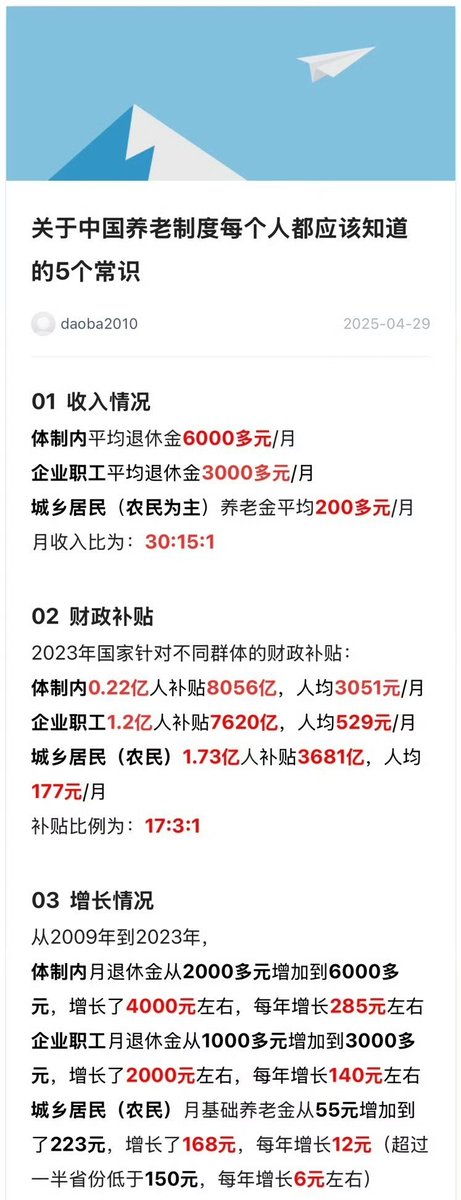 关于中国养老制度每个人都应该知道
的5个常识
daoba2010
2025-04-29
01 收入情况
体制内平均退休金6000多元/月
企业职工平均退休金3000多元/月
城乡居民（农民为主）养老金平均200多元/月
月收入比为：30:15:1
02 财政补贴
2023年国家针对不同群体的财政补贴：
体制内0.22亿人补贴8056亿，人均3051元/月
企业职工1.2亿人补贴7620亿，人均529元/月
城乡居民（农民）1.73亿人补贴3681亿，人均
177元/月
补贴比例为：17:3:1
03 增长情况
从2009年到2023年，
体制内月退休金从2000多元增加到6000多
元，增长了4000元左右，每年增长285元左右
企业职工月退休金从1000多元增加到3000多
元，增长了2000元左右，每年增长140元左右
城乡居民（农民）月基础养老金从55元增加到
了223元，增长了168元，每年增长12元（超过
一半省份低于150元，每年增长6元左右）